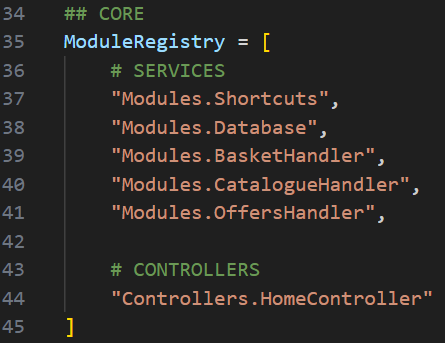 34 ## CORE
35 ModuleRegistry = [
36     # SERVICES
37     "Modules.Shortcuts",
38     "Modules.Database",
39     "Modules.BasketHandler",
40     "Modules.CatalogueHandler",
41     "Modules.OffersHandler",
42
43     # CONTROLLERS
44     "Controllers.HomeController"
45 ]